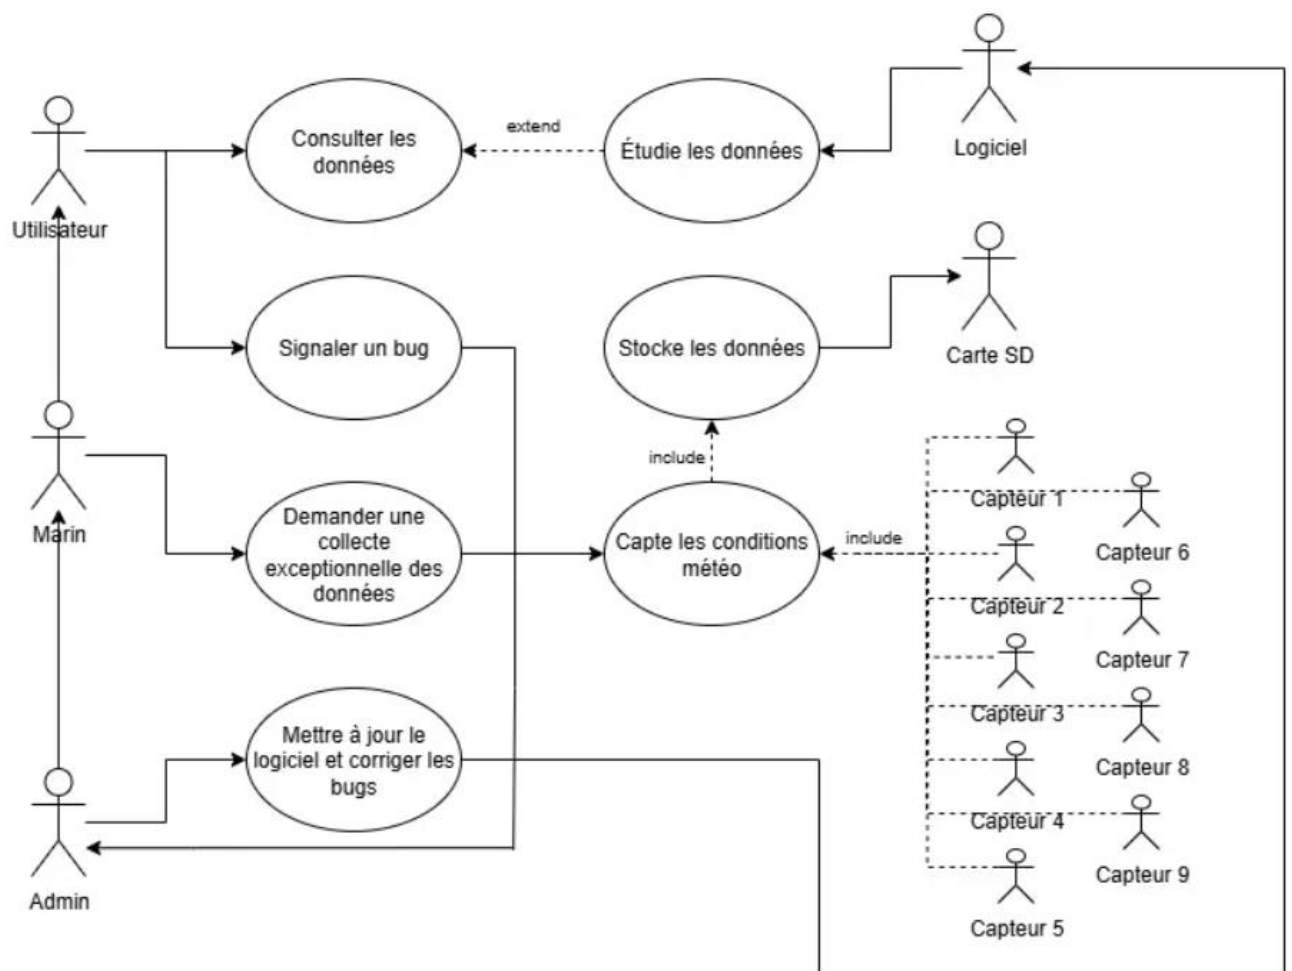 Logiciel
Consulter les
données
extend
Étudie les données
Utilisateur
Signaler un bug
Stocke les données
Carte SD
include
Marin
Demander une
collecte
exceptionnelle des
données
Capte les conditions
météo
include
Capteur 1
Capteur 6
Capteur 2
Capteur 7
Capteur 3
Capteur 8
Capteur 4
Capteur 9
Capteur 5
Mettre à jour le
logiciel et corriger les
bugs
Admin